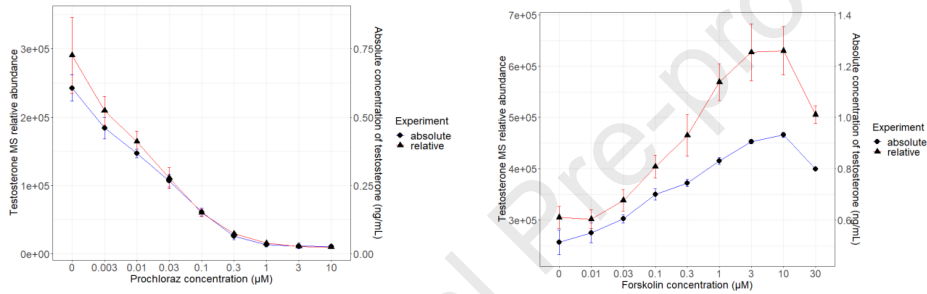 Testosterone MS relative abundance
3e+05
2e+05
1e+05
0e+00
0 0.003 0.01 0.03 0.1 0.3 1 3 10
Prochloraz concentration (µM)
0.75
0.50
0.25
0.00
Absolute concentration of testosterone (ng/mL)
Experiment
absolute
relative
Testosterone MS relative abundance
7e+05
6e+05
5e+05
4e+05
3e+05
0 0.01 0.03 0.1 0.3 1 3 10 30
Forskolin concentration (µM)
1.4
1.2
1.0
0.8
0.6
Absolute concentration of testosterone (ng/mL)
Experiment
absolute
relative
Pre-pro